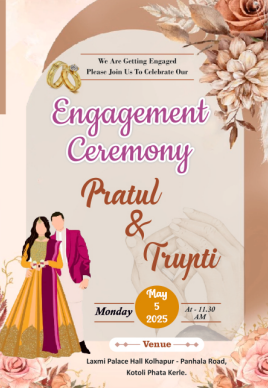 We Are Getting Engaged
Please Join Us To Celebrate Our
Engagement
Ceremony
Pratul
&
Trupti
Monday
May
5
2025
At - 11.30
AM
Venue
Laxmi Palace Hall Kolhapur - Panhala Road,
Kotoli Phata Kerle.